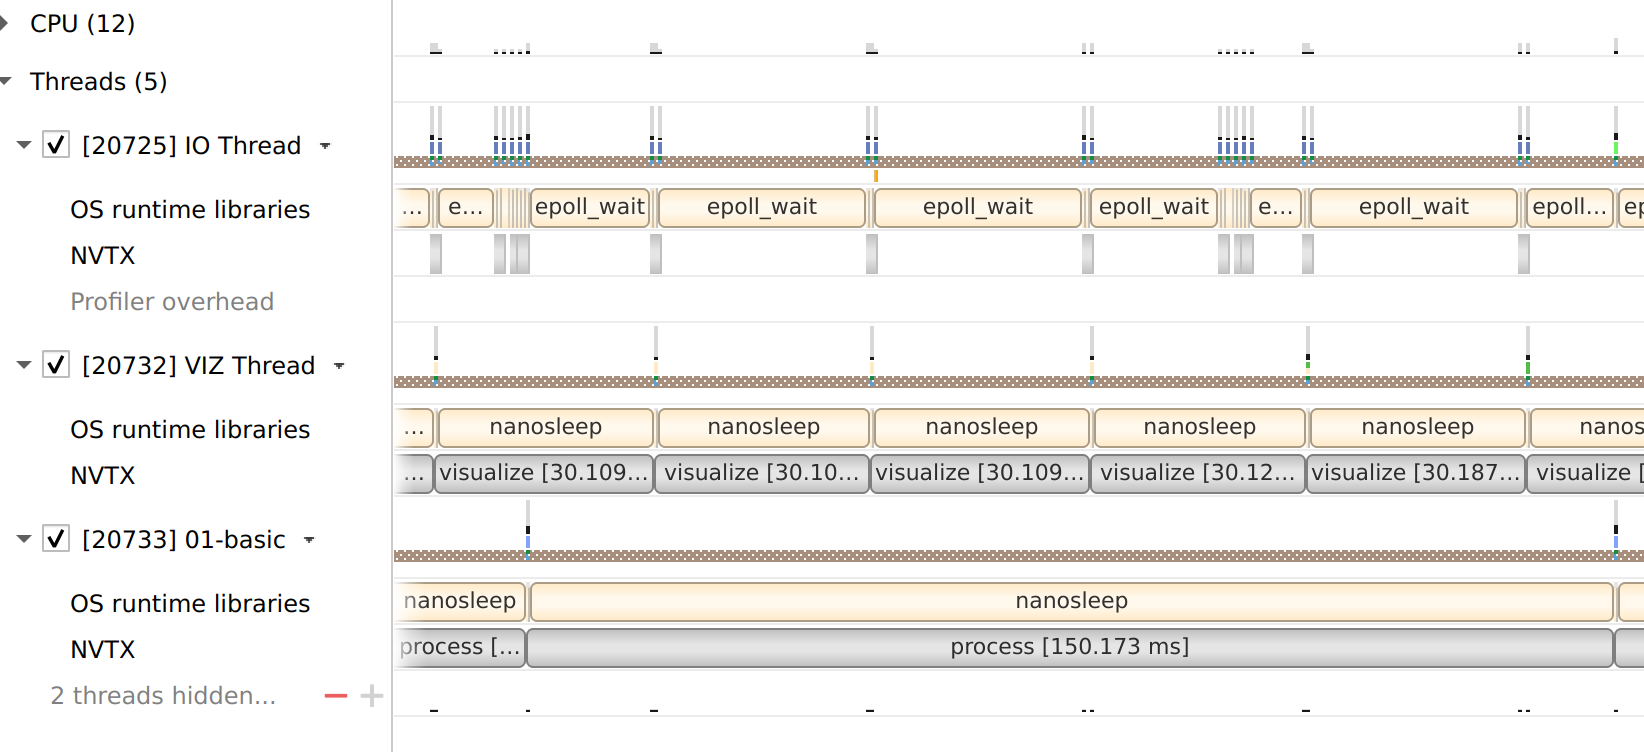 CPU (12)
Threads (5)
[20725] IO Thread
OS runtime libraries
... e... epoll_wait epoll_wait epoll_wait epoll_wait e... epoll_wait epoll... ep
NVTX
Profiler overhead
[20732] VIZ Thread
OS runtime libraries
... nanosleep nanosleep nanosleep nanosleep nanosleep nanos
NVTX
... visualize [30.109... visualize [30.10... visualize [30.109... visualize [30.12... visualize [30.187... visualize [
[20733] 01-basic
OS runtime libraries
nanosleep nanosleep
NVTX
process [... process [150.173 ms]
2 threads hidden...